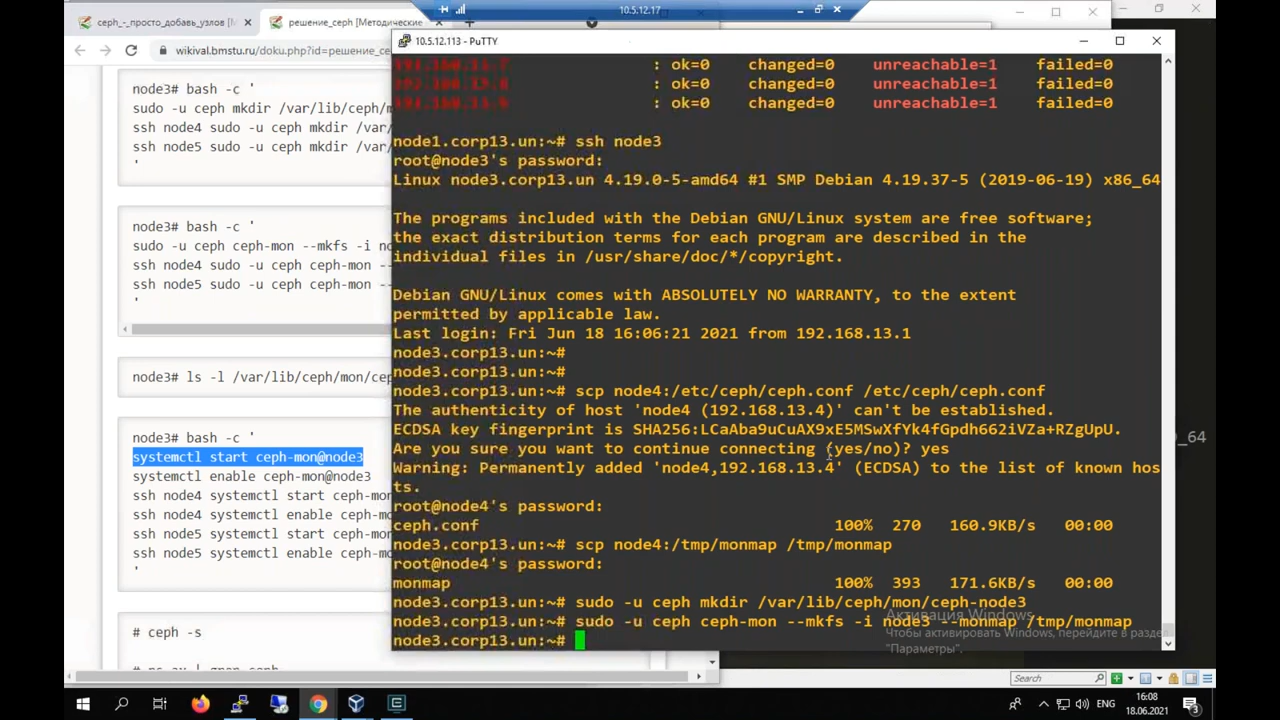 10.5.12.17
ceph_-_просто_добавь_узлов [М
решение_ceph [Методические
wikival.bmstu.ru/doku.php?id=решение_ce
10.5.12.113 - PuTTY
node3# bash -c '
sudo -u ceph mkdir /var/lib/ceph/m
ssh node4 sudo -u ceph mkdir /var/
ssh node5 sudo -u ceph mkdir /var/
'
node3# bash -c '
sudo -u ceph ceph-mon --mkfs -i no
ssh node4 sudo -u ceph ceph-mon --
ssh node5 sudo -u ceph ceph-mon --
'
node3# ls -l /var/lib/ceph/mon/cep
node3# bash -c '
systemctl start ceph-mon@node3
systemctl enable ceph-mon@node3
ssh node4 systemctl start ceph-mon
ssh node4 systemctl enable ceph-mo
ssh node5 systemctl start ceph-mon
ssh node5 systemctl enable ceph-mo
'
# ceph -s
: ok=0 changed=0 unreachable=1 failed=0
: ok=0 changed=0 unreachable=1 failed=0
: ok=0 changed=0 unreachable=1 failed=0
node1.corp13.un:~# ssh node3
root@node3's password:
Linux node3.corp13.un 4.19.0-5-amd64 #1 SMP Debian 4.19.37-5 (2019-06-19) x86_64
The programs included with the Debian GNU/Linux system are free software;
the exact distribution terms for each program are described in the
individual files in /usr/share/doc/*/copyright.
Debian GNU/Linux comes with ABSOLUTELY NO WARRANTY, to the extent
permitted by applicable law.
Last login: Fri Jun 18 16:06:21 2021 from 192.168.13.1
node3.corp13.un:~#
node3.corp13.un:~#
node3.corp13.un:~# scp node4:/etc/ceph/ceph.conf /etc/ceph/ceph.conf
The authenticity of host 'node4 (192.168.13.4)' can't be established.
ECDSA key fingerprint is SHA256:LCaAba9uCuAX9xE5MSwXfYk4fGpdh662iVZa+RZgUpU.
Are you sure you want to continue connecting (yes/no)? yes
Warning: Permanently added 'node4,192.168.13.4' (ECDSA) to the list of known hos
ts.
root@node4's password:
ceph.conf 100% 270 160.9KB/s 00:00
node3.corp13.un:~# scp node4:/tmp/monmap /tmp/monmap
root@node4's password:
monmap 100% 393 171.6KB/s 00:00
node3.corp13.un:~# sudo -u ceph mkdir /var/lib/ceph/mon/ceph-node3
node3.corp13.un:~# sudo -u ceph ceph-mon --mkfs -i node3 --monmap /tmp/monmap
node3.corp13.un:~#
Активация Windows
Чтобы активировать Windows, перейдите в разде
"Параметры".
_64
Search
ENG
16:08
18.06.2021
3